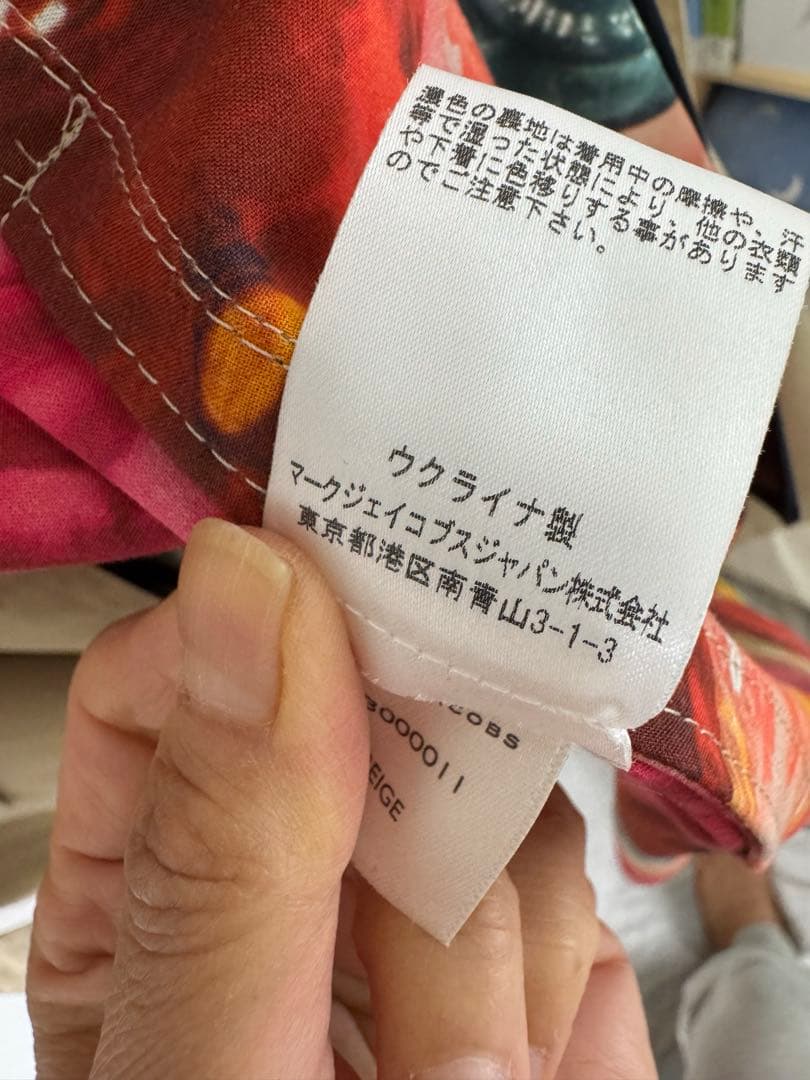 濃色の裏地は着用中の摩擦や、汗
等で湿った状態により、他の衣類
や下着に色移りする事があります
のでご注意下さい。
ウクライナ製
マークジェイコブスジャパン株式会社
東京都港区南青山3-1-3
COBS
3000011
EIGE